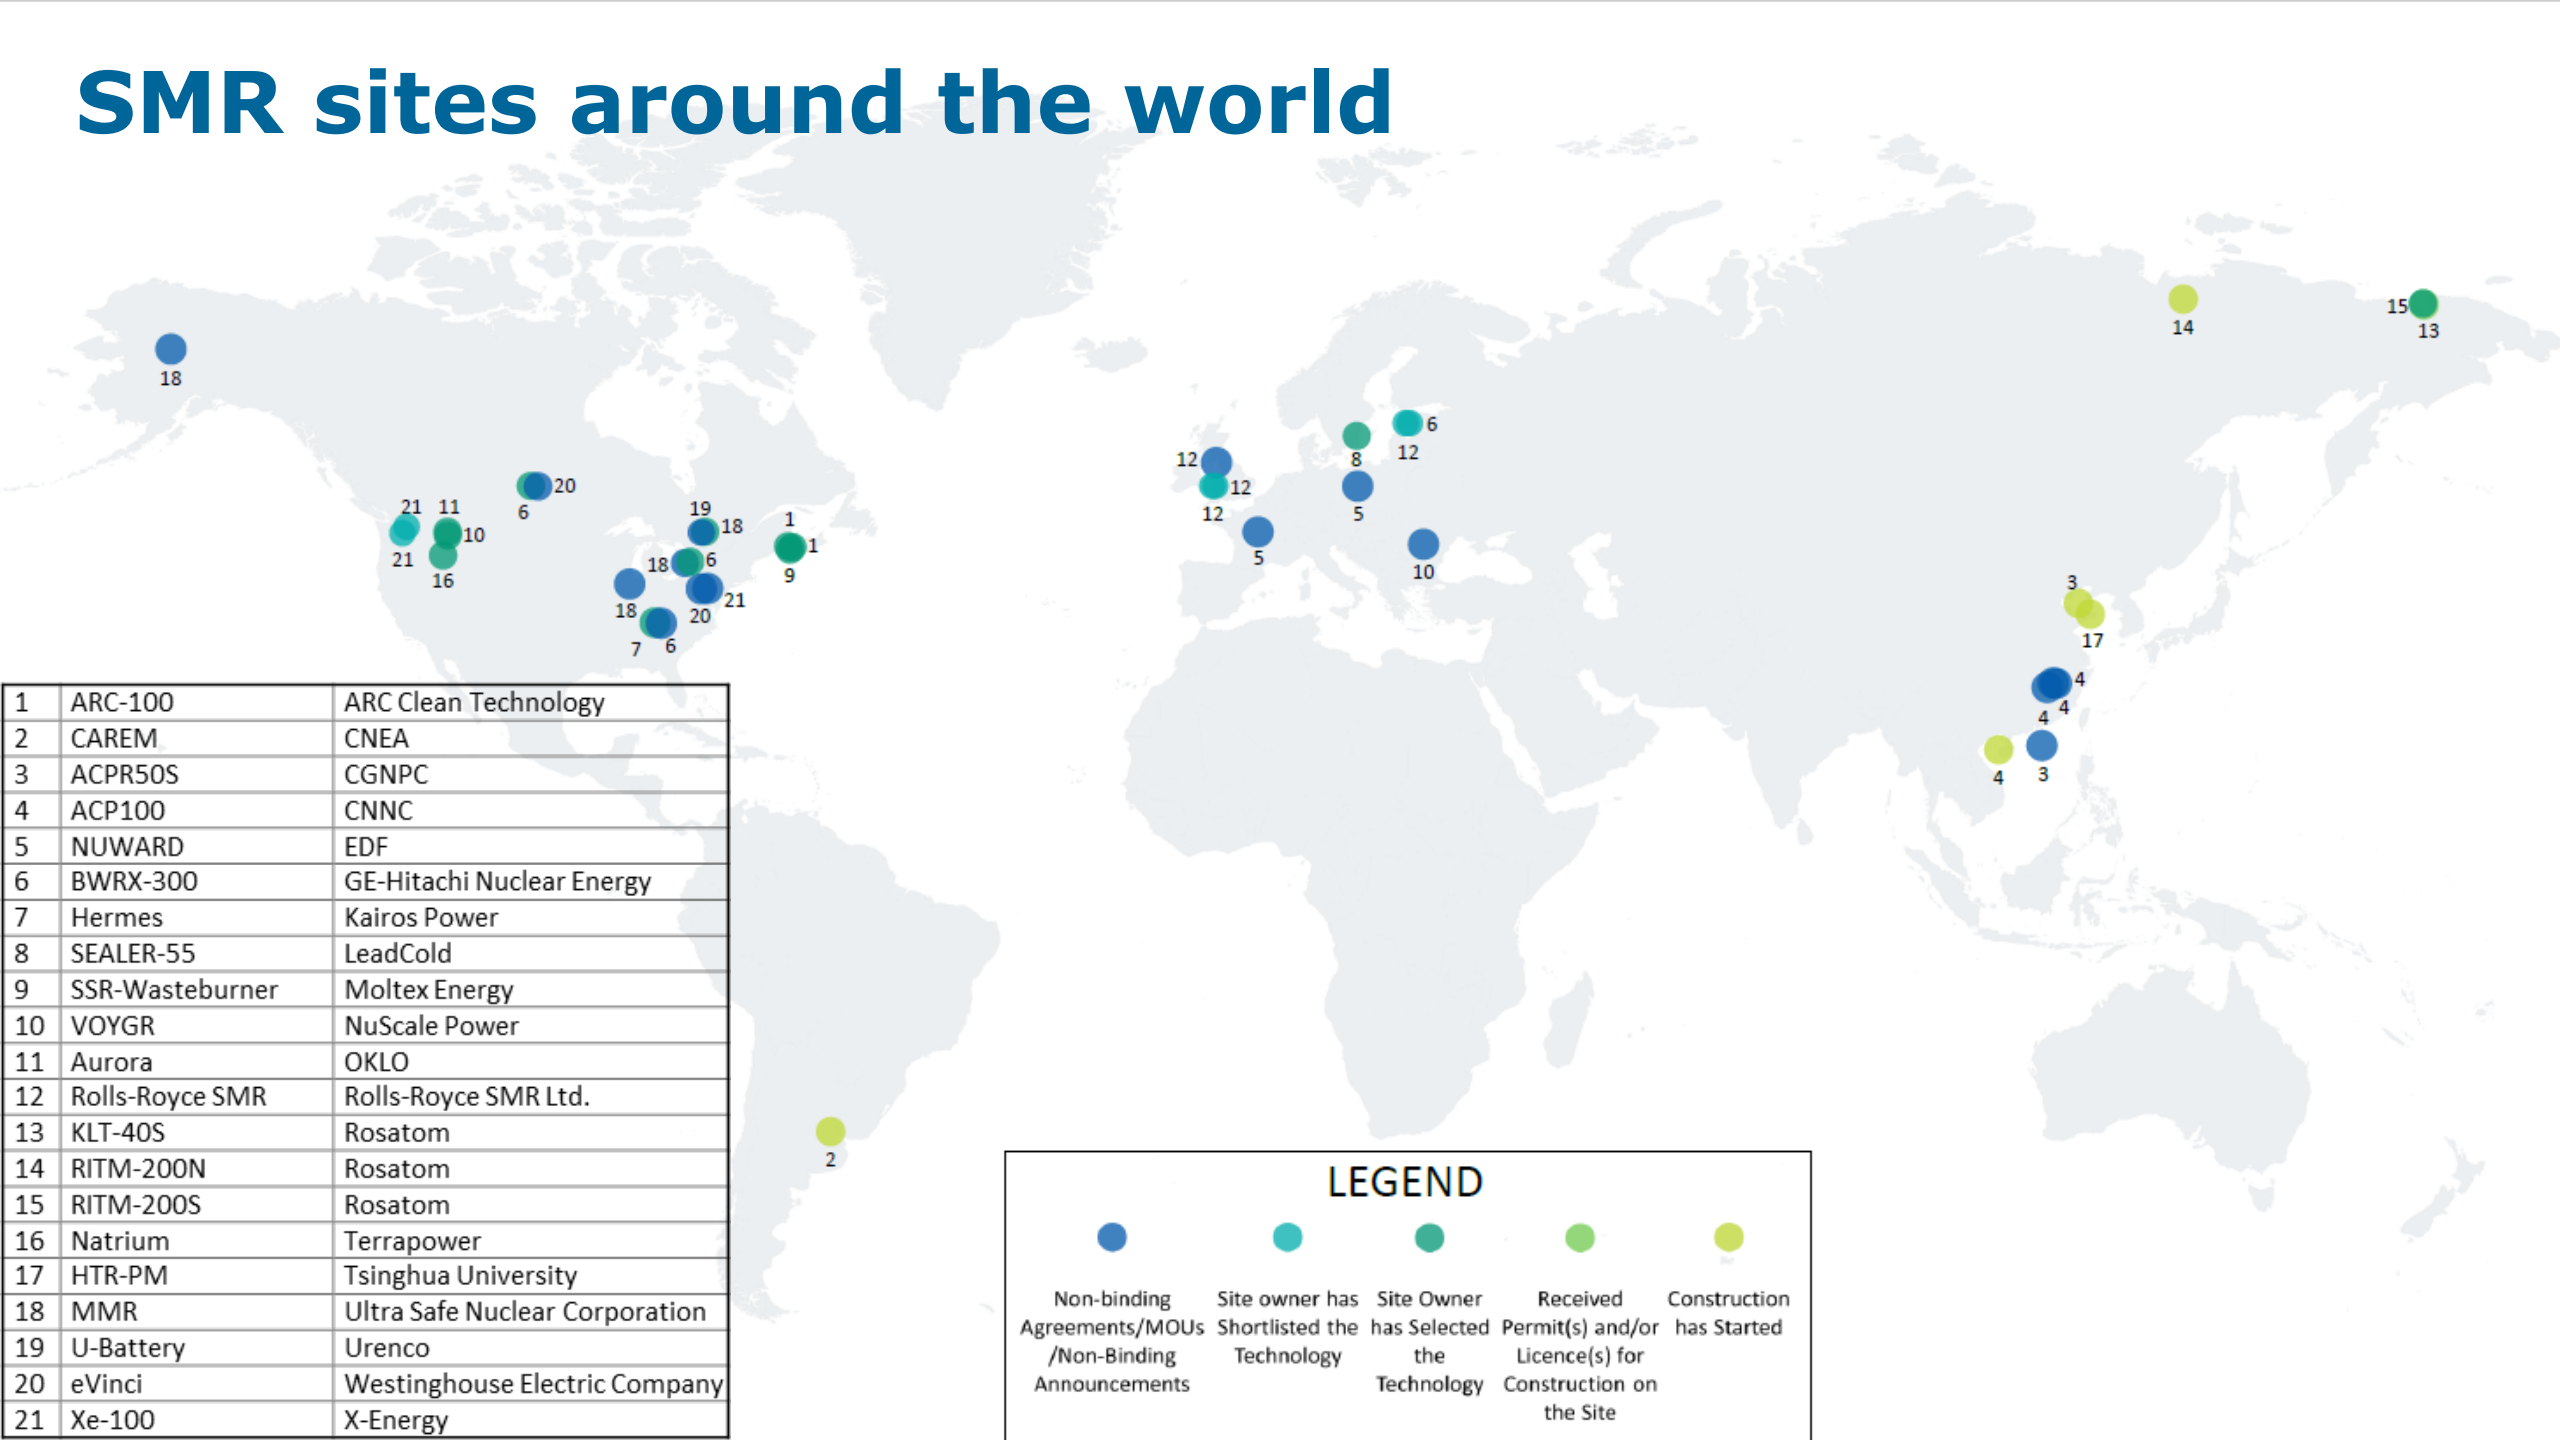 SMR sites around the world
18
20
6
21
11
10
21
16
19
18
1
1
9
18
6
18
21
20
7
6
12
12
12
8
6
12
5
5
10
14
15
13
3
17
4
4
4
4
3
2
1 ARC-100 ARC Clean Technology
2 CAREM CNEA
3 ACPR50S CGNPC
4 ACP100 CNNC
5 NUWARD EDF
6 BWRX-300 GE-Hitachi Nuclear Energy
7 Hermes Kairos Power
8 SEALER-55 LeadCold
9 SSR-Wasteburner Moltex Energy
10 VOYGR NuScale Power
11 Aurora OKLO
12 Rolls-Royce SMR Rolls-Royce SMR Ltd.
13 KLT-40S Rosatom
14 RITM-200N Rosatom
15 RITM-200S Rosatom
16 Natrium Terrapower
17 HTR-PM Tsinghua University
18 MMR Ultra Safe Nuclear Corporation
19 U-Battery Urenco
20 eVinci Westinghouse Electric Company
21 Xe-100 X-Energy
LEGEND
Non-binding
Agreements/MOUs
/Non-Binding
Announcements
Site owner has
Shortlisted the
Technology
Site Owner
has Selected
the
Technology
Received
Permit(s) and/or
Licence(s) for
Construction on
the Site
Construction
has Started